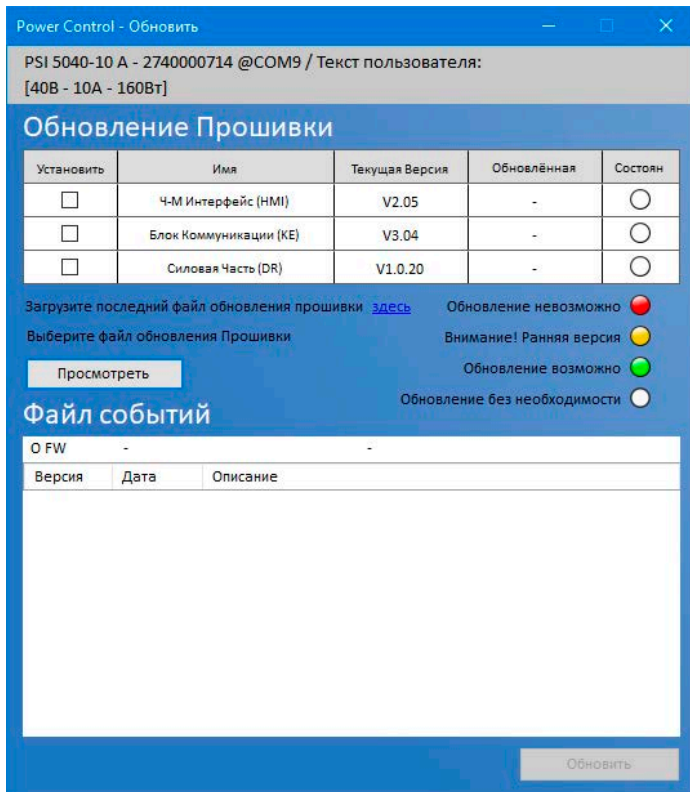 Power Control - Обновить
PSI 5040-10 A - 2740000714 @COM9 / Текст пользователя:
[40В - 10А - 160Вт]
Обновление Прошивки
Установить Имя Текущая Версия Обновлённая Состоян
Ч-М Интерфейс (HMI) V2.05 -
Блок Коммуникации (KE) V3.04 -
Силовая Часть (DR) V1.0.20 -
Загрузите последний файл обновления прошивки здесь Обновление невозможно
Выберите файл обновления Прошивки Внимание! Ранняя версия
Просмотреть Обновление возможно
Обновление без необходимости
Файл событий
О FW - -
Версия Дата Описание
Обновить